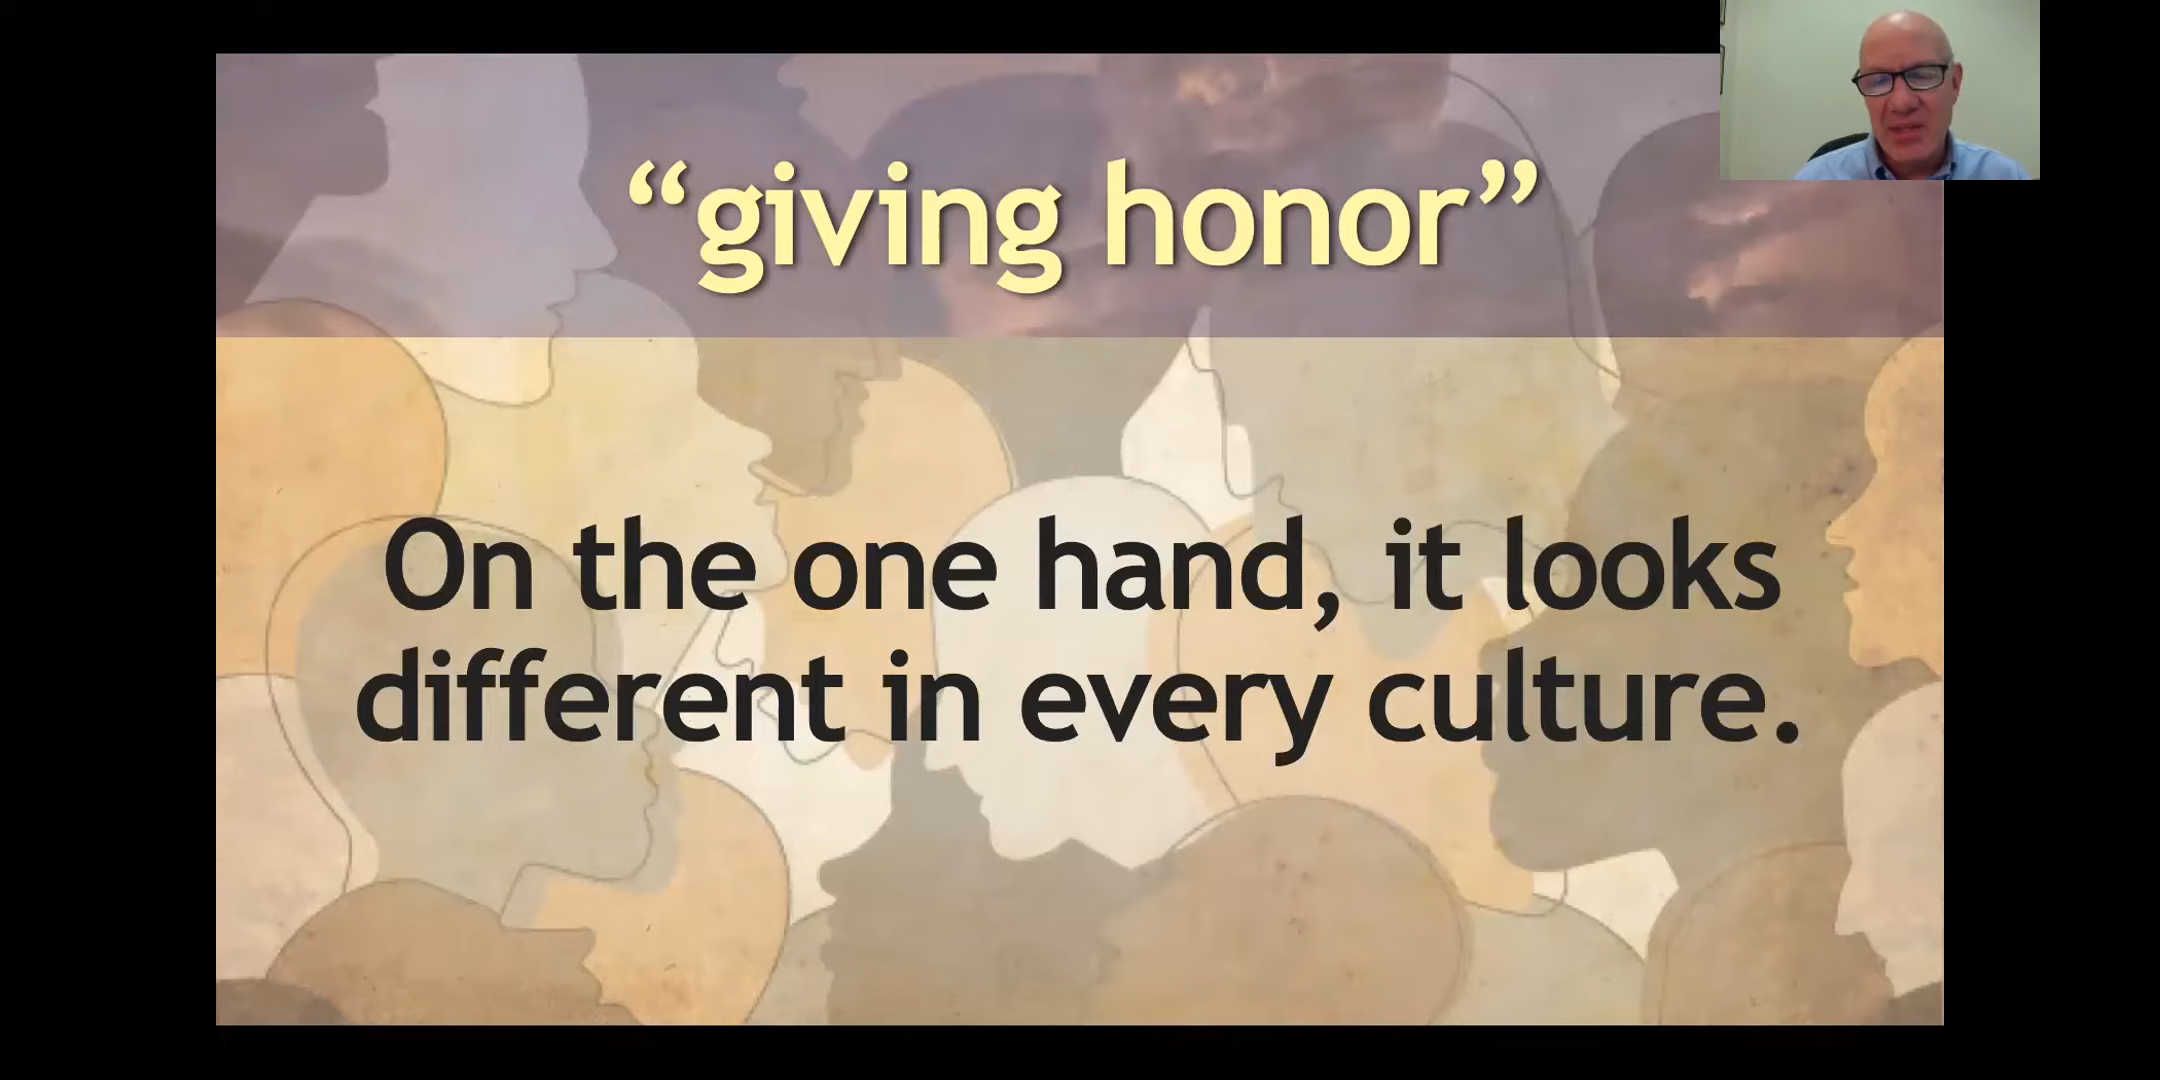 “giving honor”
On the one hand, it looks
different in every culture.